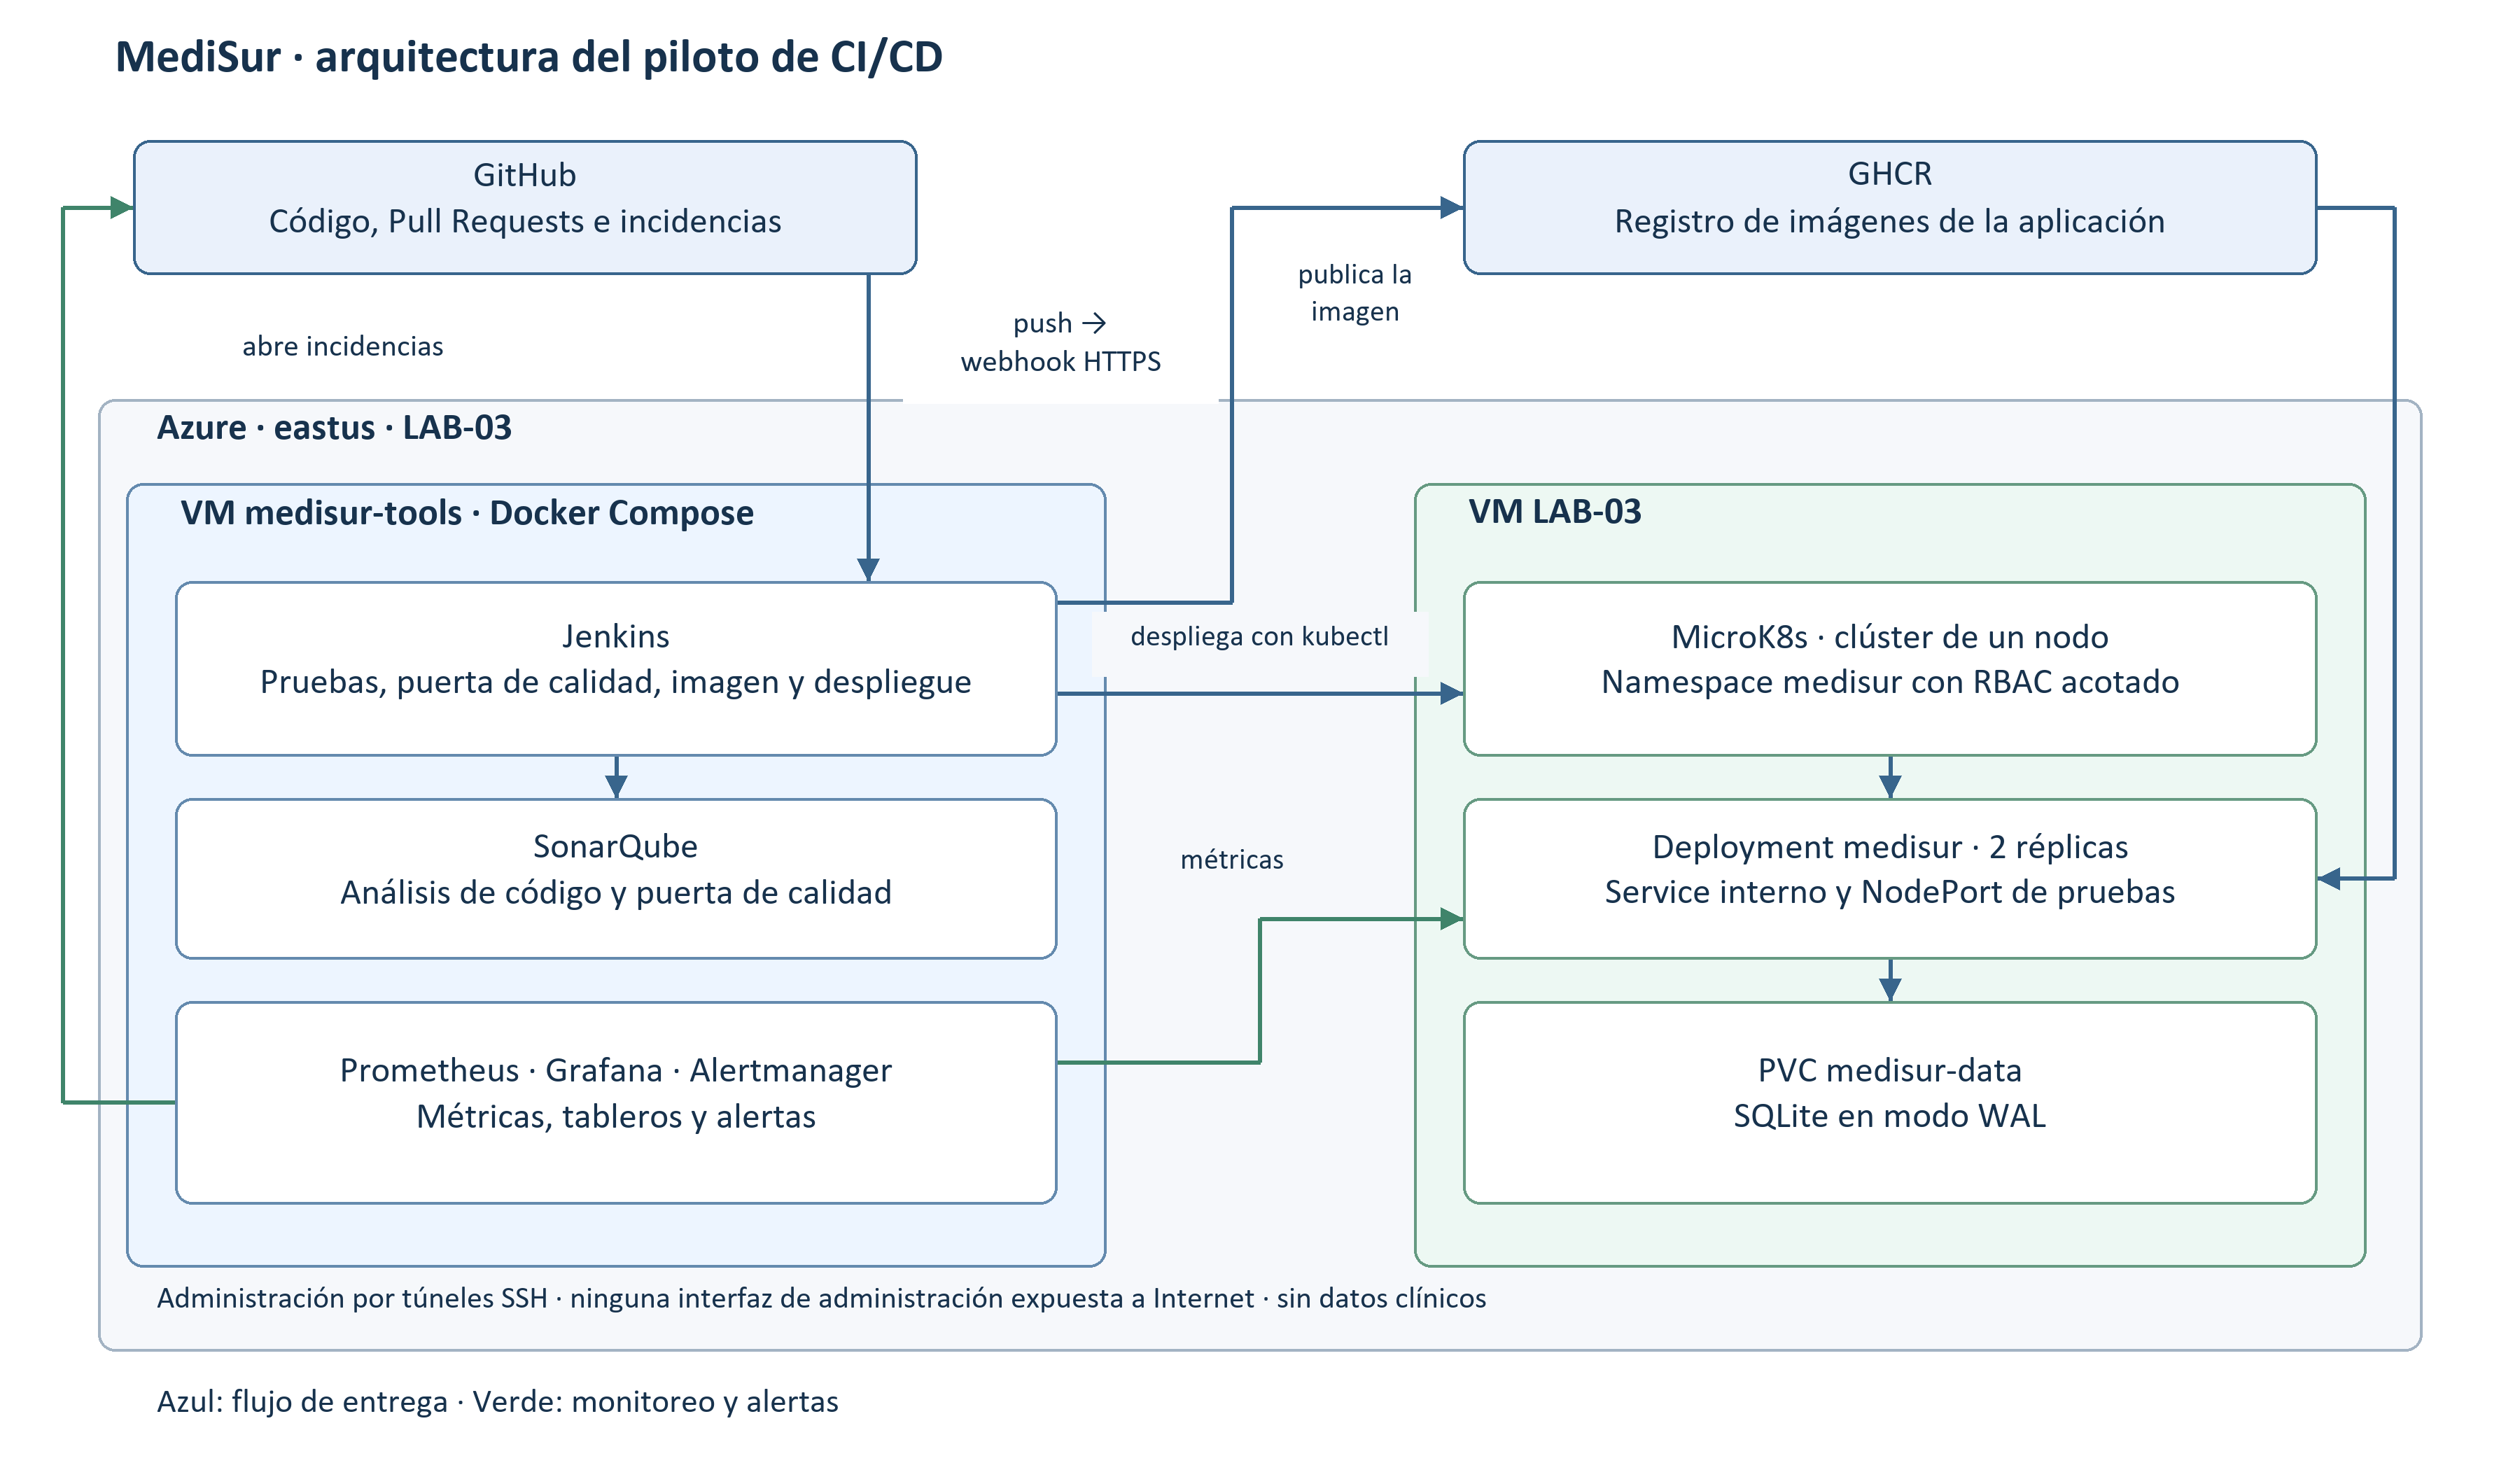 MediSur · arquitectura del piloto de CI/CD
GitHub
Código, Pull Requests e incidencias
GHCR
Registro de imágenes de la aplicación
publica la
imagen
push →
webhook HTTPS
abre incidencias
Azure · eastus · LAB-03
VM medisur-tools · Docker Compose
VM LAB-03
Jenkins
Pruebas, puerta de calidad, imagen y despliegue
despliega con kubectl
MicroK8s · clúster de un nodo
Namespace medisur con RBAC acotado
SonarQube
Análisis de código y puerta de calidad
métricas
Deployment medisur · 2 réplicas
Service interno y NodePort de pruebas
Prometheus · Grafana · Alertmanager
Métricas, tableros y alertas
PVC medisur-data
SQLite en modo WAL
Administración por túneles SSH · ninguna interfaz de administración expuesta a Internet · sin datos clínicos
Azul: flujo de entrega · Verde: monitoreo y alertas